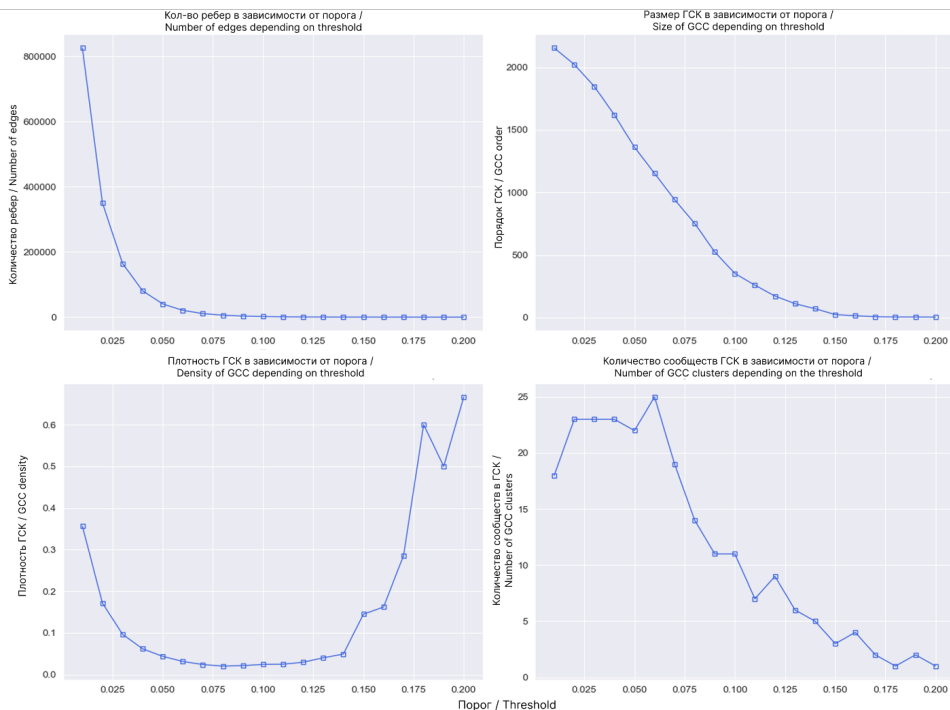 Кол-во ребер в зависимости от порога /
Number of edges depending on threshold
Количество ребер / Number of edges
800000
600000
400000
200000
0
0.025 0.050 0.075 0.100 0.125 0.150 0.175 0.200
Размер ГСК в зависимости от порога /
Size of GCC depending on threshold
Порядок ГСК / GCC order
2000
1500
1000
500
0
0.025 0.050 0.075 0.100 0.125 0.150 0.175 0.200
Плотность ГСК в зависимости от порога /
Density of GCC depending on threshold
Плотность ГСК / GCC density
0.6
0.5
0.4
0.3
0.2
0.1
0.0
0.025 0.050 0.075 0.100 0.125 0.150 0.175 0.200
Количество сообществ ГСК в зависимости от порога /
Number of GCC clusters depending on the threshold
Количество сообществ в ГСК /
Number of GCC clusters
25
20
15
10
5
0
0.025 0.050 0.075 0.100 0.125 0.150 0.175 0.200
Порог / Threshold